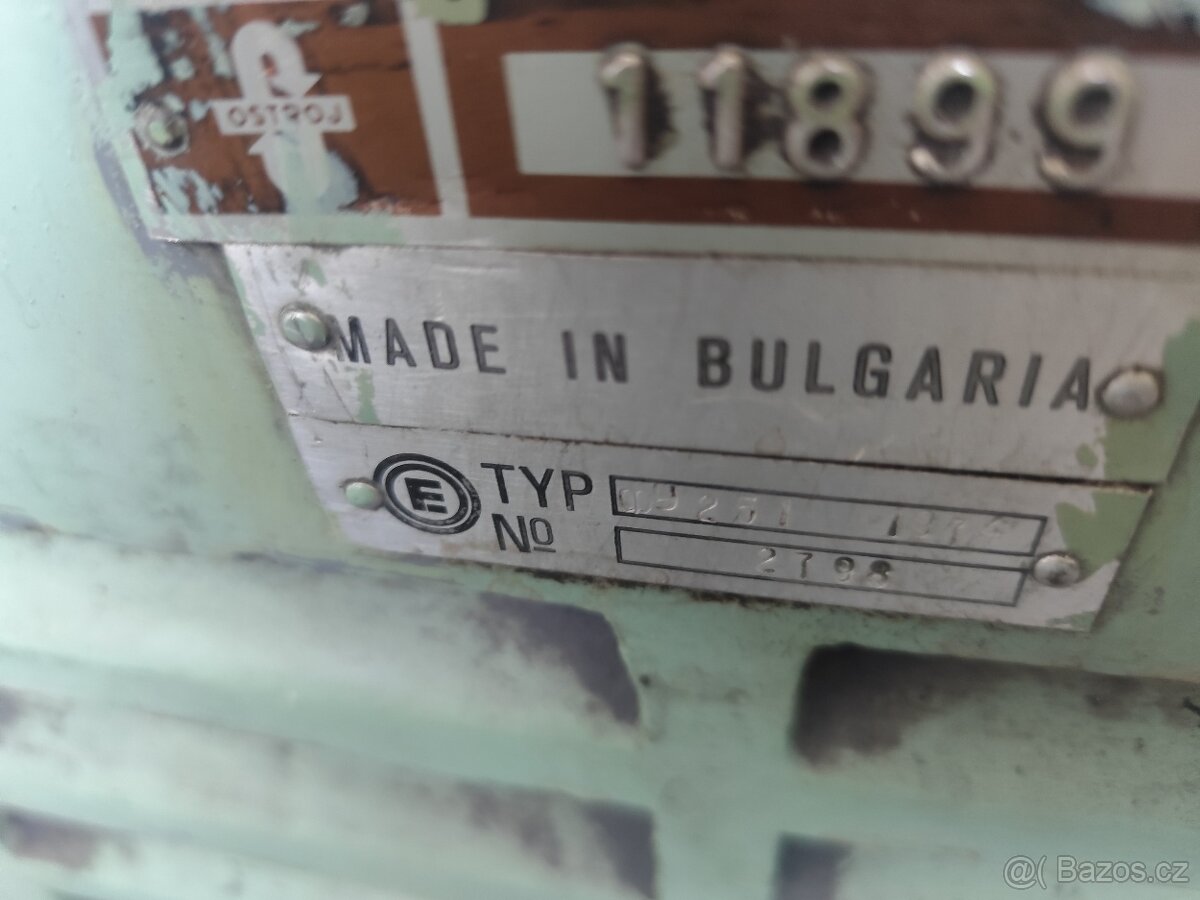 OSTROJ
11899
MADE IN BULGARIA
E
TYP
No 2798
@( Bazos.cz